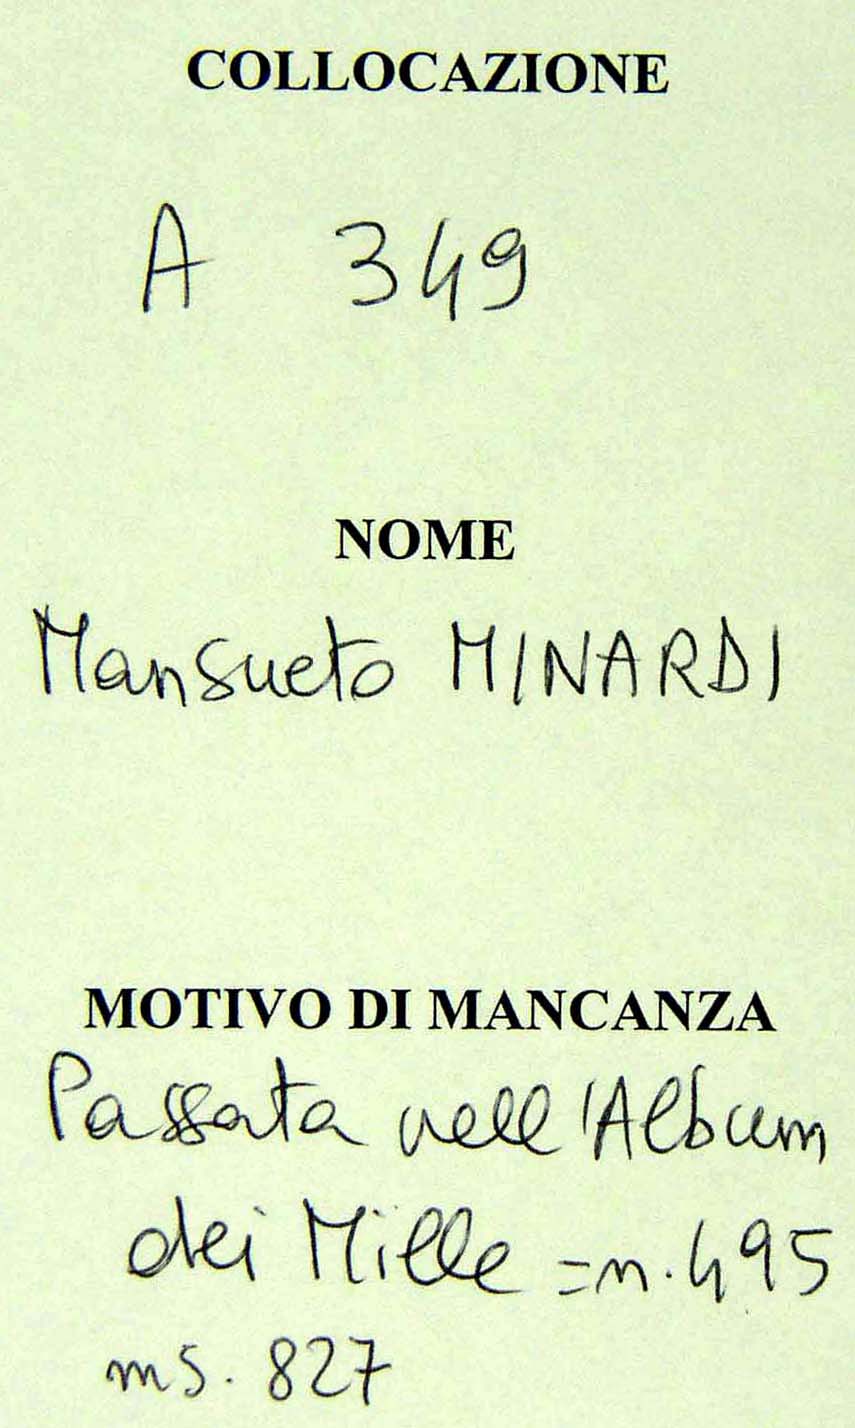 COLLOCAZIONE
A 349
NOME
Mansueto MINARDI
MOTIVO DI MANCANZA
Passata nell'Album
dei Mille = n. 495
ms. 827